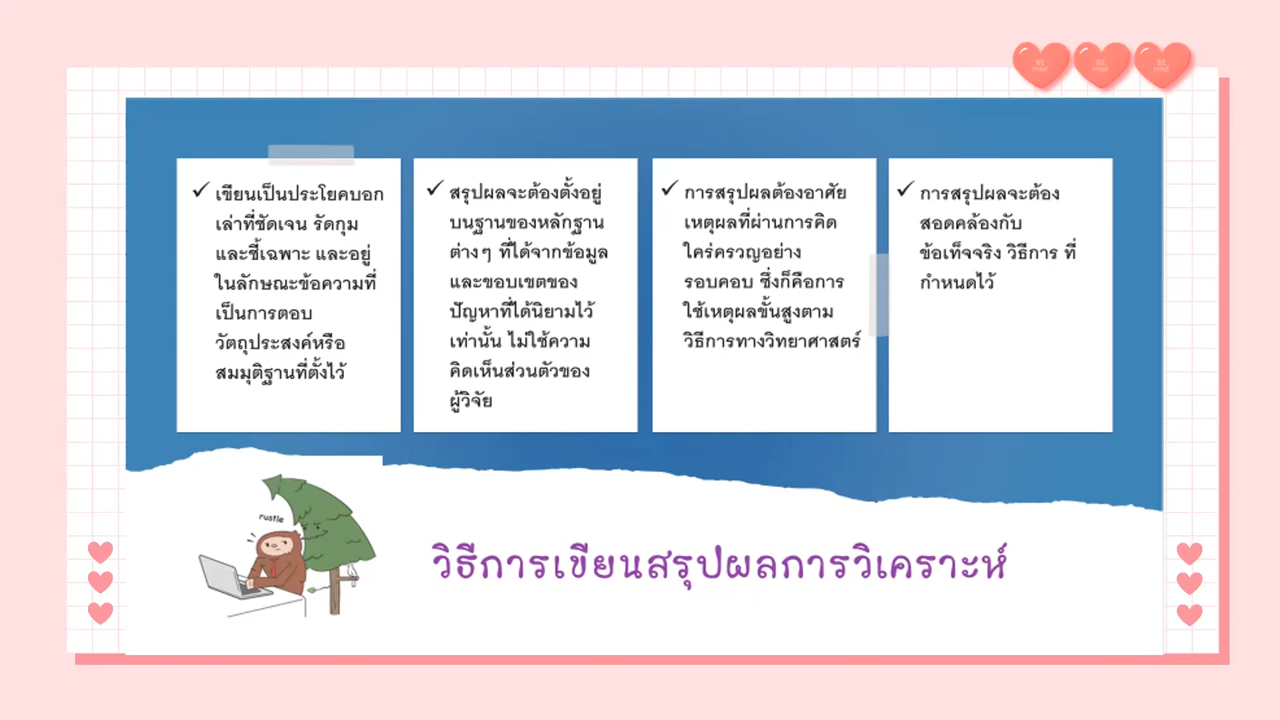 BE
MINE
BE
MINE
BE
MINE
✓ เขียนเป็นประโยคบอก
เล่าที่ชัดเจน รัดกุม
และชี้เฉพาะ และอยู่
ในลักษณะข้อความที่
เป็นการตอบ
วัตถุประสงค์หรือ
สมมุติฐานที่ตั้งไว้
✓ สรุปผลจะต้องตั้งอยู่
บนฐานของหลักฐาน
ต่างๆ ที่ได้จากข้อมูล
และขอบเขตของ
ปัญหาที่ได้นิยามไว้
เท่านั้น ไม่ใช้ความ
คิดเห็นส่วนตัวของ
ผู้วิจัย
✓ การสรุปผลต้องอาศัย
เหตุผลที่ผ่านการคิด
ใคร่ครวญอย่าง
รอบคอบ ซึ่งก็คือการ
ใช้เหตุผลขั้นสูงตาม
วิธีการทางวิทยาศาสตร์
✓ การสรุปผลจะต้อง
สอดคล้องกับ
ข้อเท็จจริง วิธีการ ที่
กำหนดไว้
rustle
วิธีการเขียนสรุปผลการวิเคราะห์